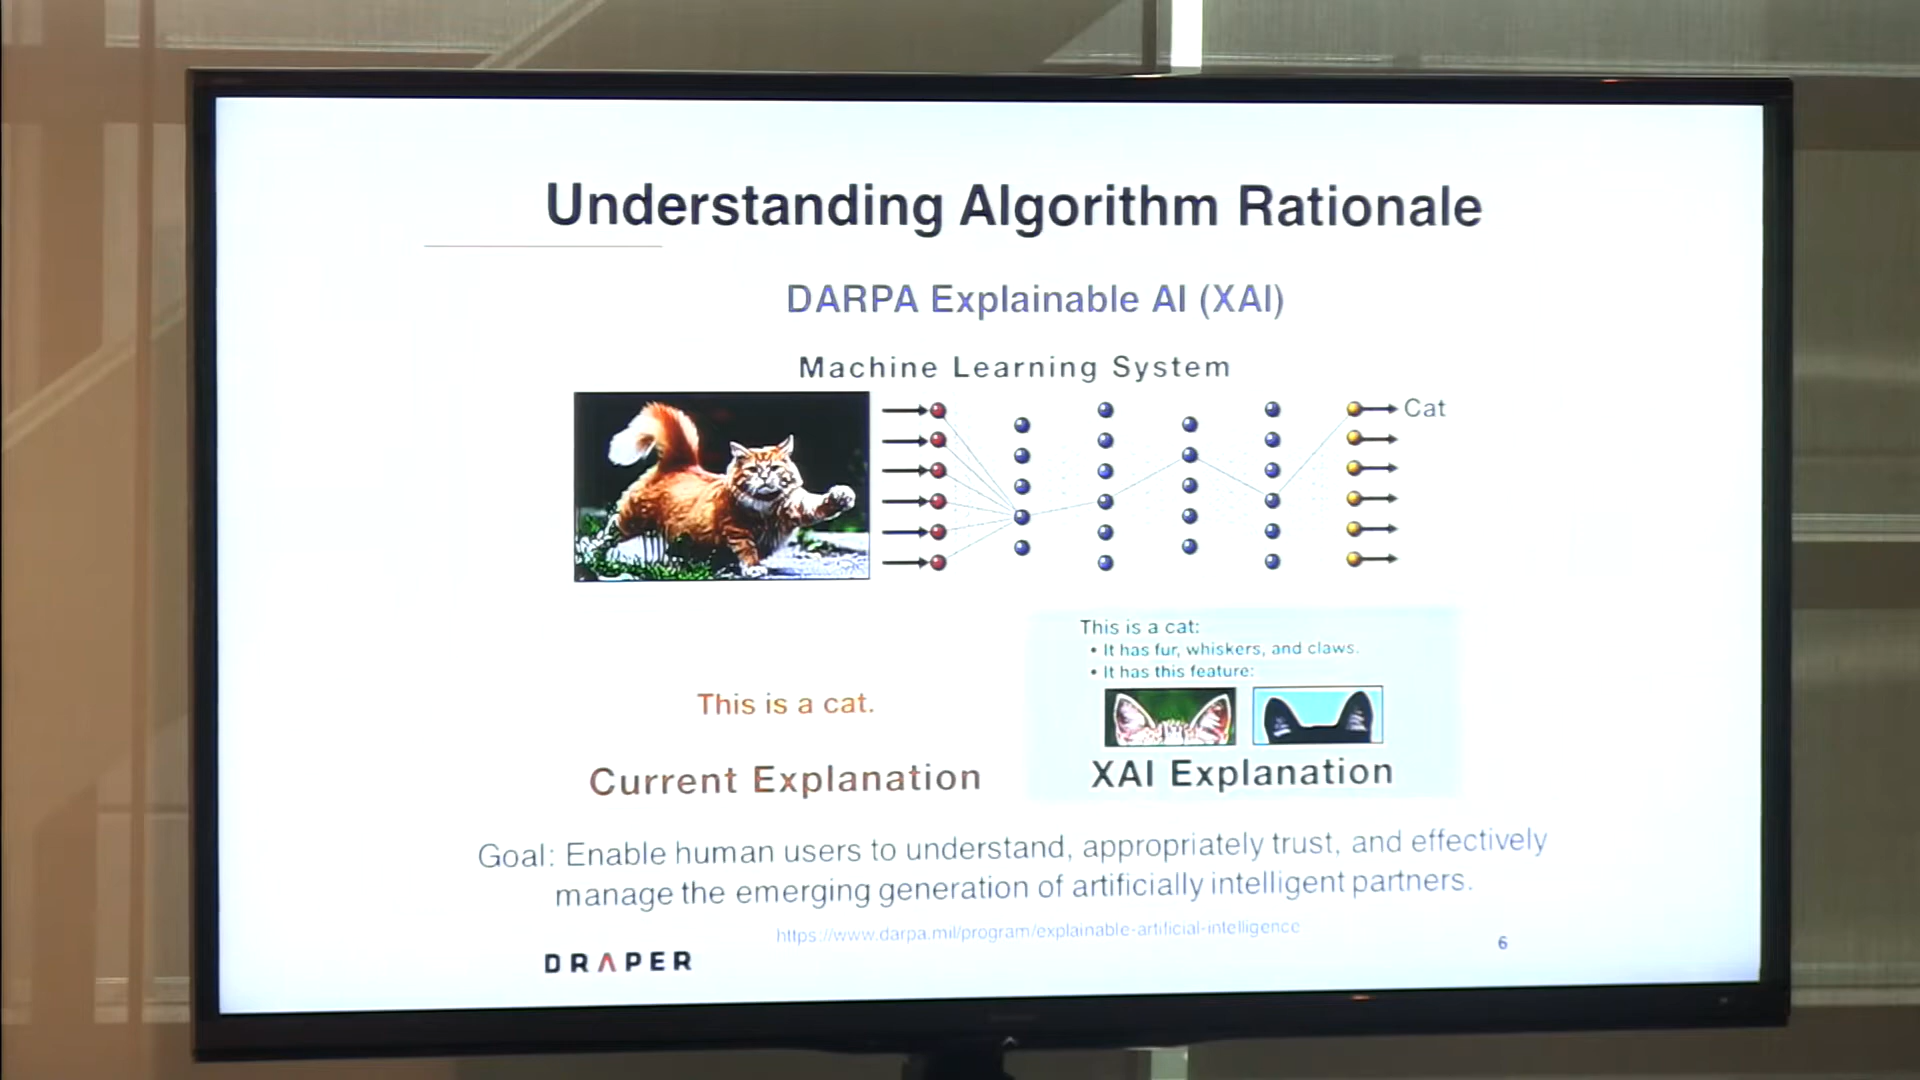 Understanding Algorithm Rationale
DARPA Explainable AI (XAI)
Machine Learning System
Cat
This is a cat:
• It has fur, whiskers, and claws.
• It has this feature:
This is a cat.
Current Explanation
XAI Explanation
Goal: Enable human users to understand, appropriately trust, and effectively
manage the emerging generation of artificially intelligent partners.
https://www.darpa.mil/program/explainable-artificial-intelligence
DRAPER
6